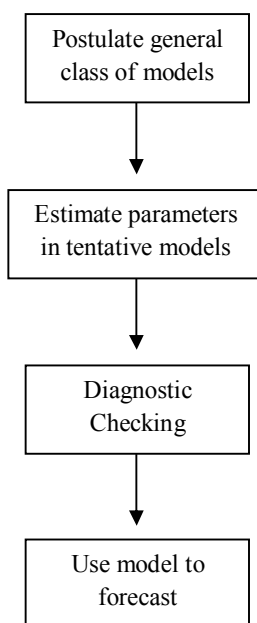 Postulate general
class of models
Estimate parameters
in tentative models
Diagnostic
Checking
Use model to
forecast